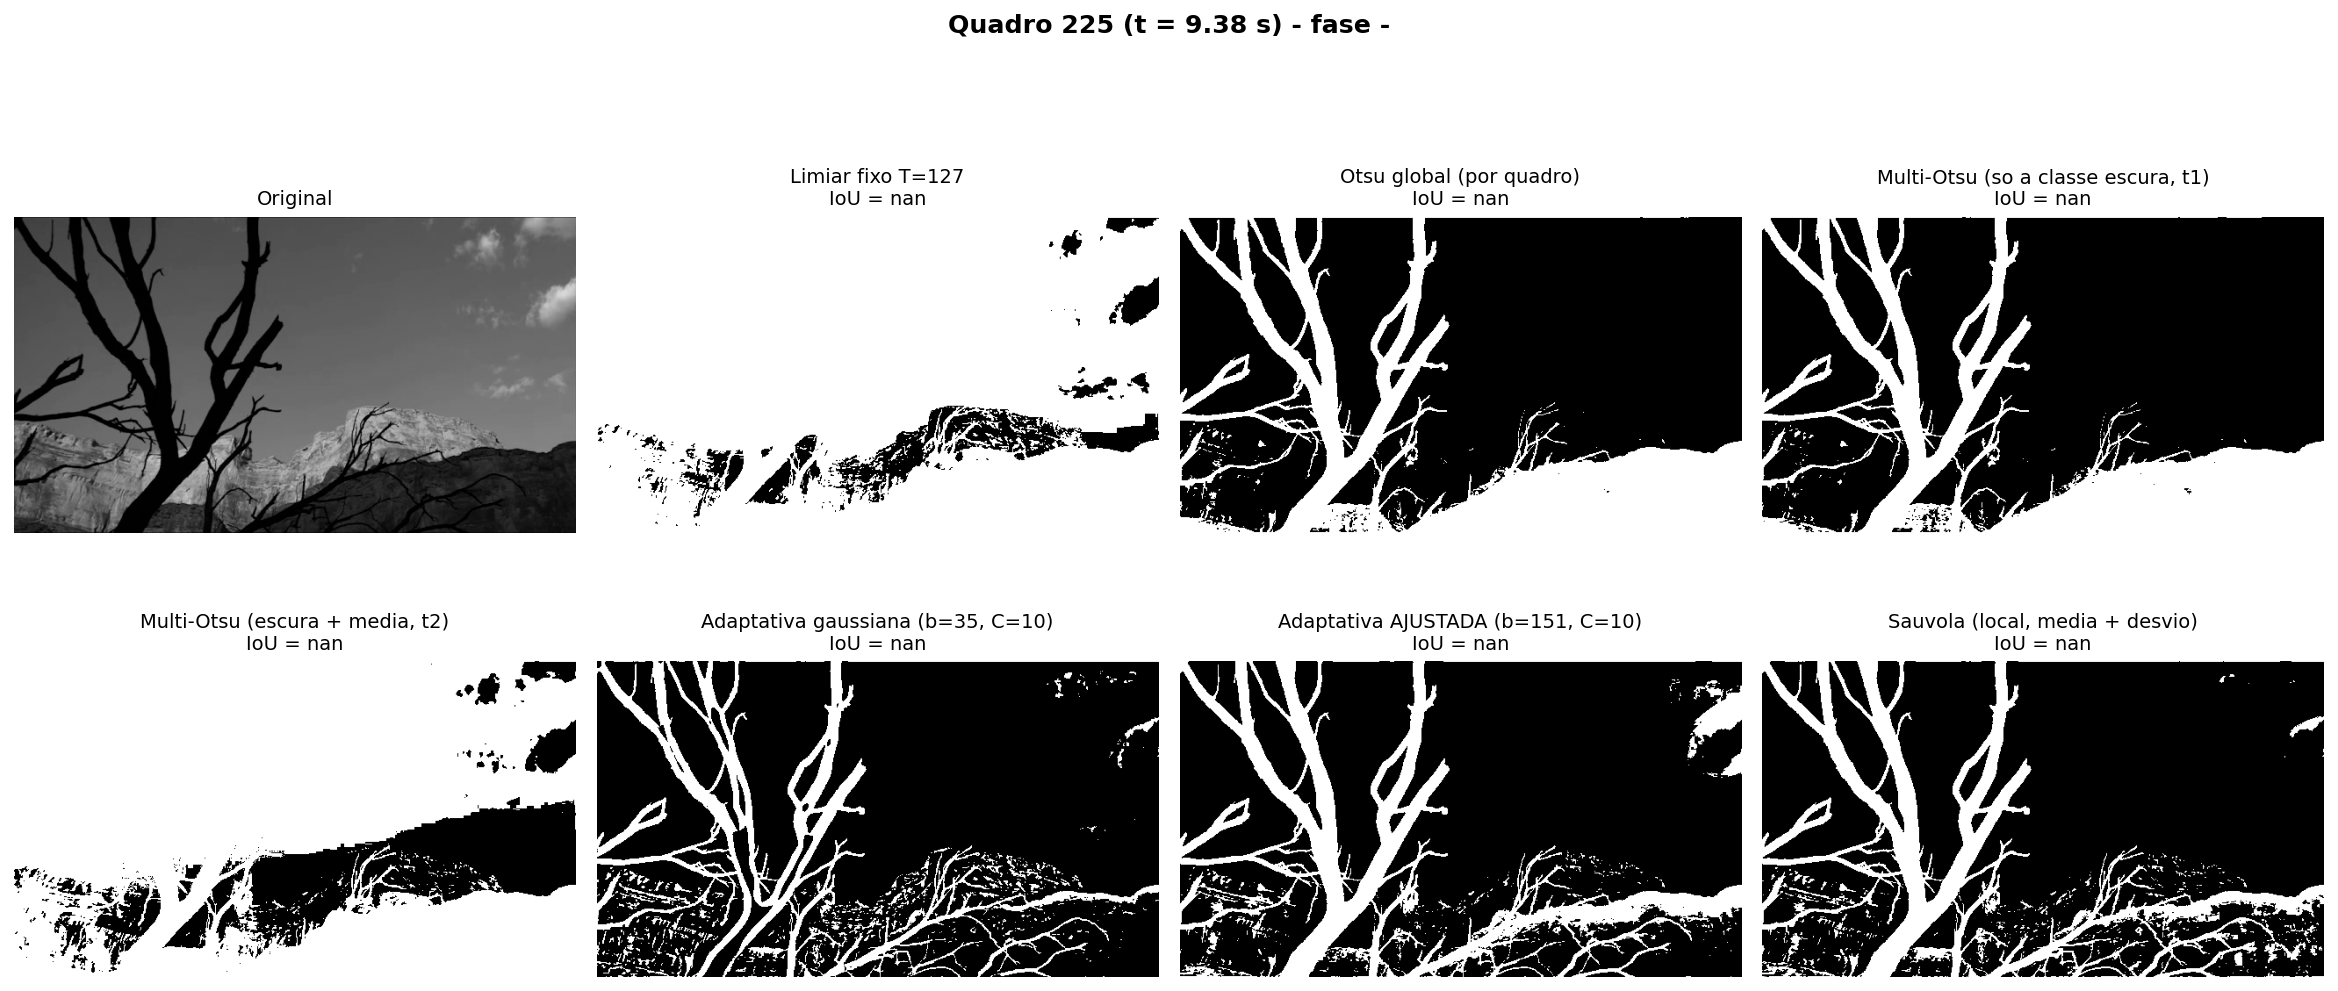 Quadro 225 (t = 9.38 s) - fase -
Original
Limiar fixo T=127
IoU = nan
Otsu global (por quadro)
IoU = nan
Multi-Otsu (so a classe escura, t1)
IoU = nan
Multi-Otsu (escura + media, t2)
IoU = nan
Adaptativa gaussiana (b=35, C=10)
IoU = nan
Adaptativa AJUSTADA (b=151, C=10)
IoU = nan
Sauvola (local, media + desvio)
IoU = nan